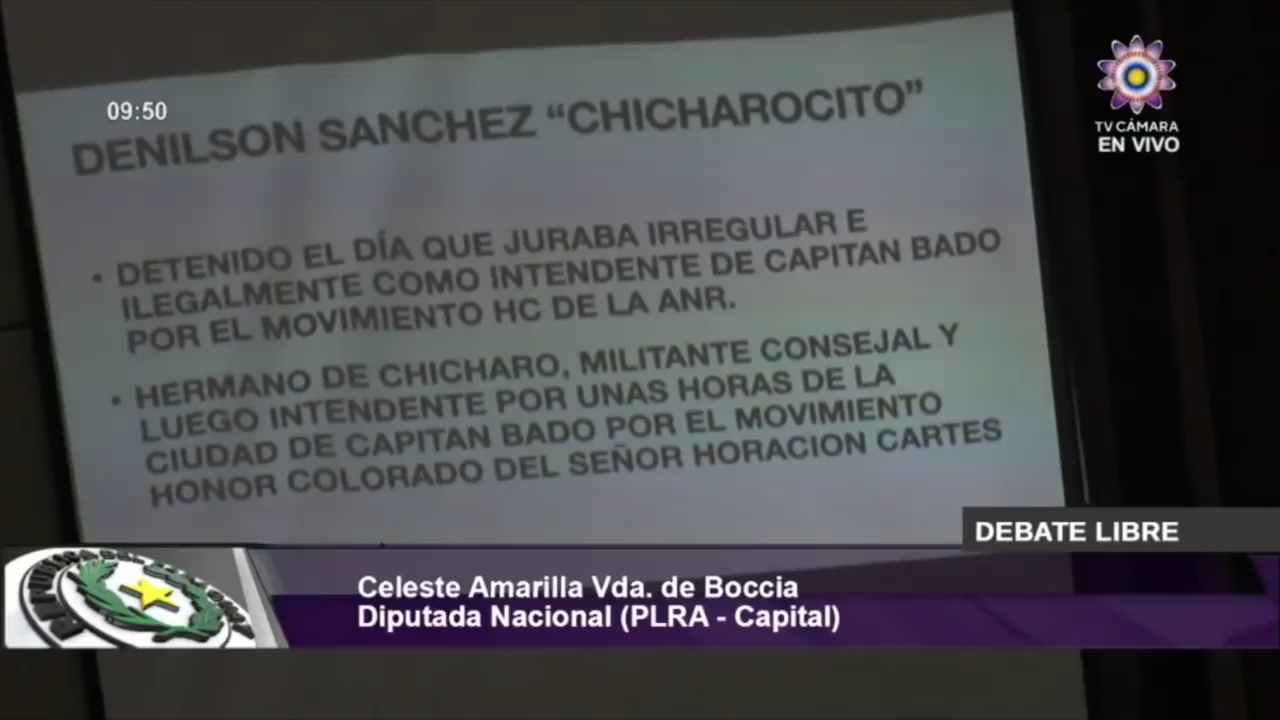 09:50
TV CÁMARA
EN VIVO
DENILSON SANCHEZ “CHICHAROCITO”
• DETENIDO EL DÍA QUE JURABA IRREGULAR E
ILEGALMENTE COMO INTENDENTE DE CAPITAN BADO
POR EL MOVIMIENTO HC DE LA ANR.
• HERMANO DE CHICHARO, MILITANTE CONSEJAL Y
LUEGO INTENDENTE POR UNAS HORAS DE LA
CIUDAD DE CAPITAN BADO POR EL MOVIMIENTO
HONOR COLORADO DEL SEÑOR HORACION CARTES
DEBATE LIBRE
Celeste Amarilla Vda. de Boccia
Diputada Nacional (PLRA - Capital)